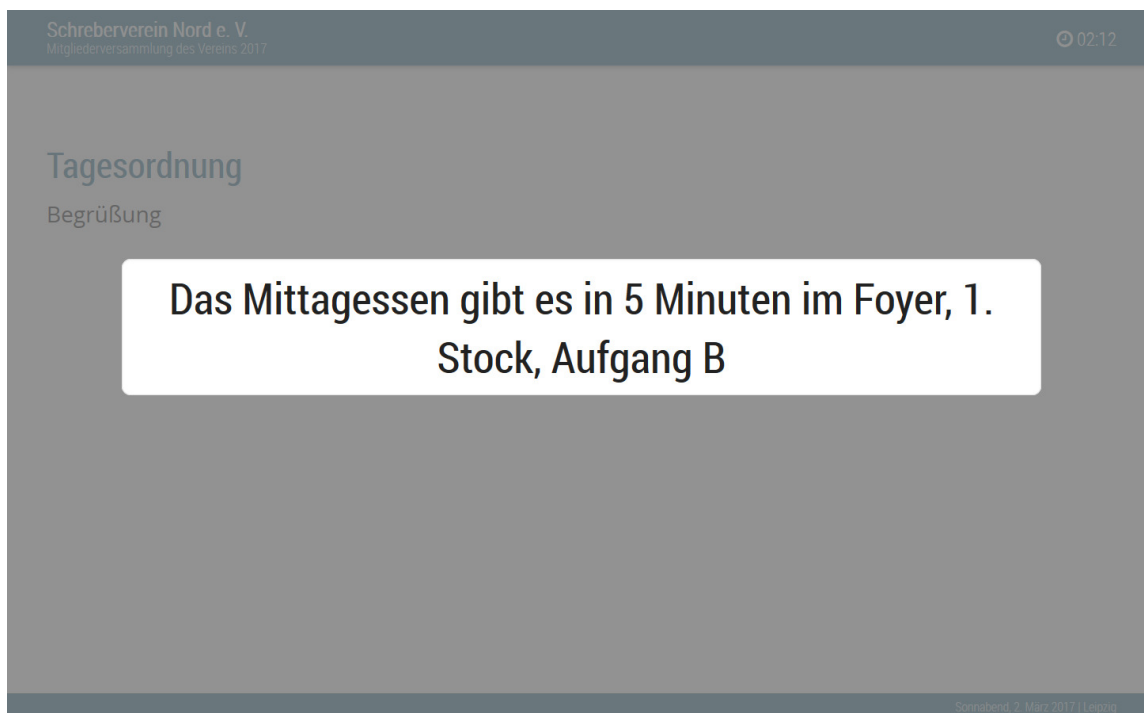 Schreberverein Nord e. V.
Mitgliederversammlung des Vereins 2017
02:12
Tagesordnung
Begrüßung
Das Mittagessen gibt es in 5 Minuten im Foyer, 1.
Stock, Aufgang B
Sonnabend, 2. März 2017 | Leipzig